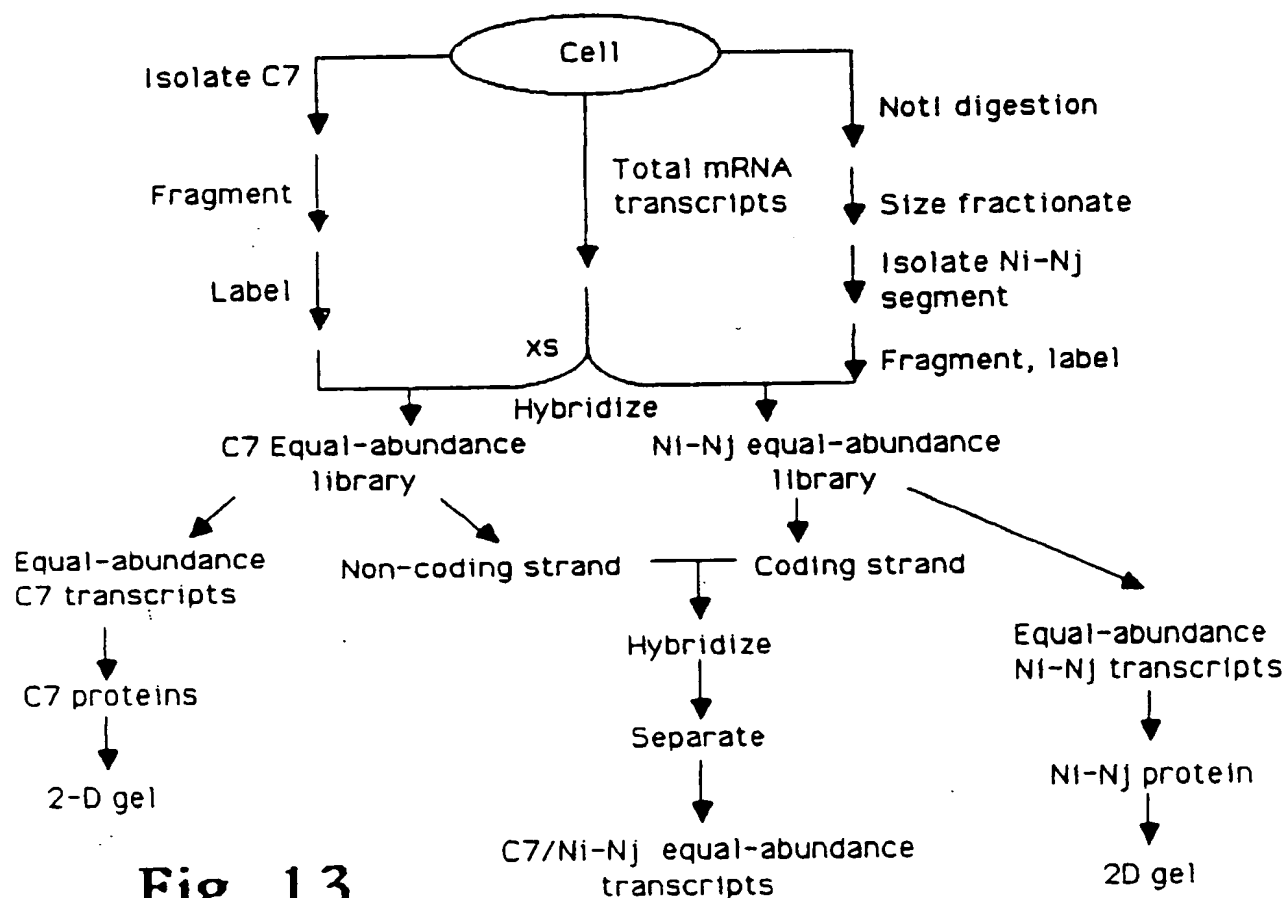 Cell
Isolate C7
NotI digestion
Total mRNA
transcripts
Fragment
Size fractionate
Isolate Ni-Nj
segment
Label
xs
Fragment, label
Hybridize
C7 Equal-abundance
library
Ni-Nj equal-abundance
library
Equal-abundance
C7 transcripts
Non-coding strand
Coding strand
Equal-abundance
Ni-Nj transcripts
Hybridize
C7 proteins
Separate
Ni-Nj protein
2-D gel
C7/Ni-Nj equal-abundance
transcripts
2D gel
Fig. 13